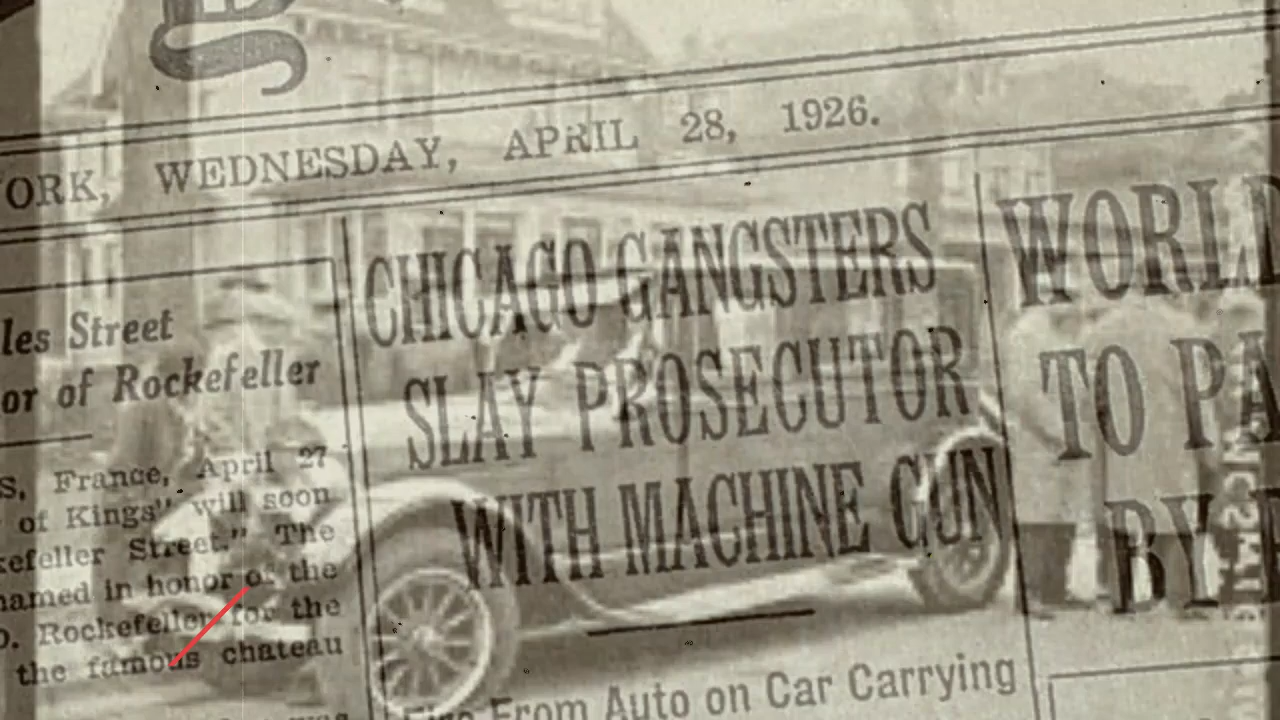 g
ORK, WEDNESDAY, APRIL 28, 1926.
les Street
or of Rockefeller
S, France, April 27
of Kings" will soon
kefeller Street." The
named in honor of the
O. Rockefeller for the
the famous chateau
CHICAGO GANGSTERS
SLAY PROSECUTOR
WITH MACHINE GUN
From Auto on Car Carrying
WORLD
TO PA
BY